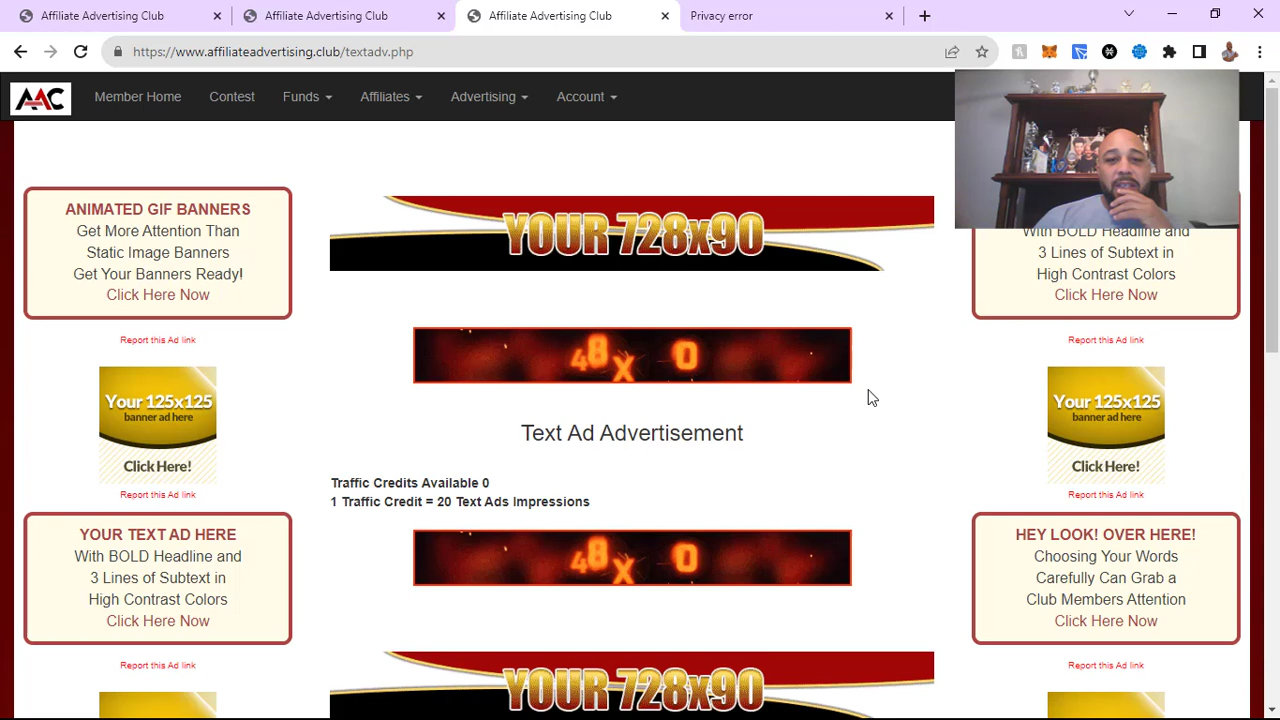 Affiliate Advertising Club
Affiliate Advertising Club
Affiliate Advertising Club
Privacy error
https://www.affiliateadvertising.club/textadv.php
AAC
Member Home
Contest
Funds
Affiliates
Advertising
Account
ANIMATED GIF BANNERS
Get More Attention Than
Static Image Banners
Get Your Banners Ready!
Click Here Now
Report this Ad link
Your 125x125
banner ad here
Click Here!
Report this Ad link
YOUR TEXT AD HERE
With BOLD Headline and
3 Lines of Subtext in
High Contrast Colors
Click Here Now
Report this Ad link
YOUR 728x90
48 X 0
Text Ad Advertisement
Traffic Credits Available 0
1 Traffic Credit = 20 Text Ads Impressions
48 X 0
YOUR 728x90
With BOLD Headline and
3 Lines of Subtext in
High Contrast Colors
Click Here Now
Report this Ad link
Your 125x125
banner ad here
Click Here!
Report this Ad link
HEY LOOK! OVER HERE!
Choosing Your Words
Carefully Can Grab a
Club Members Attention
Click Here Now
Report this Ad link